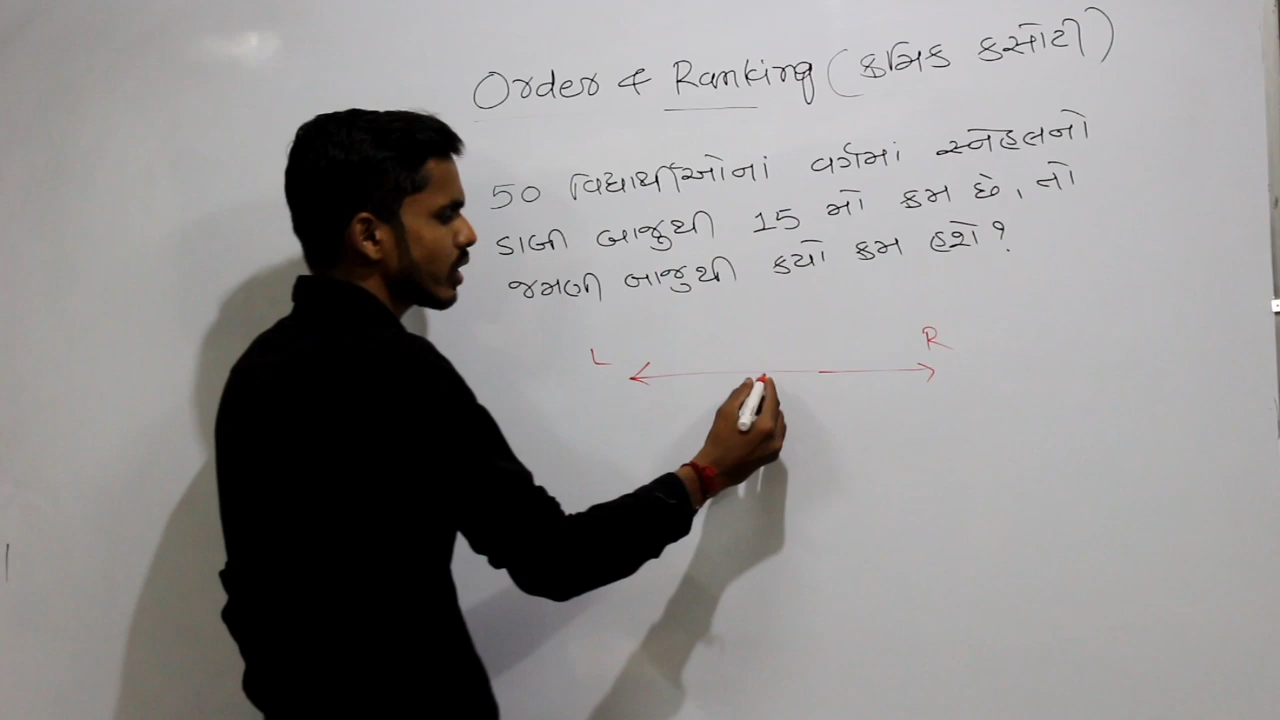 Order & Ranking (ક્રમિક કસોટી)
50 વિદ્યાર્થીઓનાં વર્ગમાં સ્નેહલનો
ડાબી બાજુથી 15 મો ક્રમ છે, તો
જમણી બાજુથી કયો ક્રમ હશે?
L R